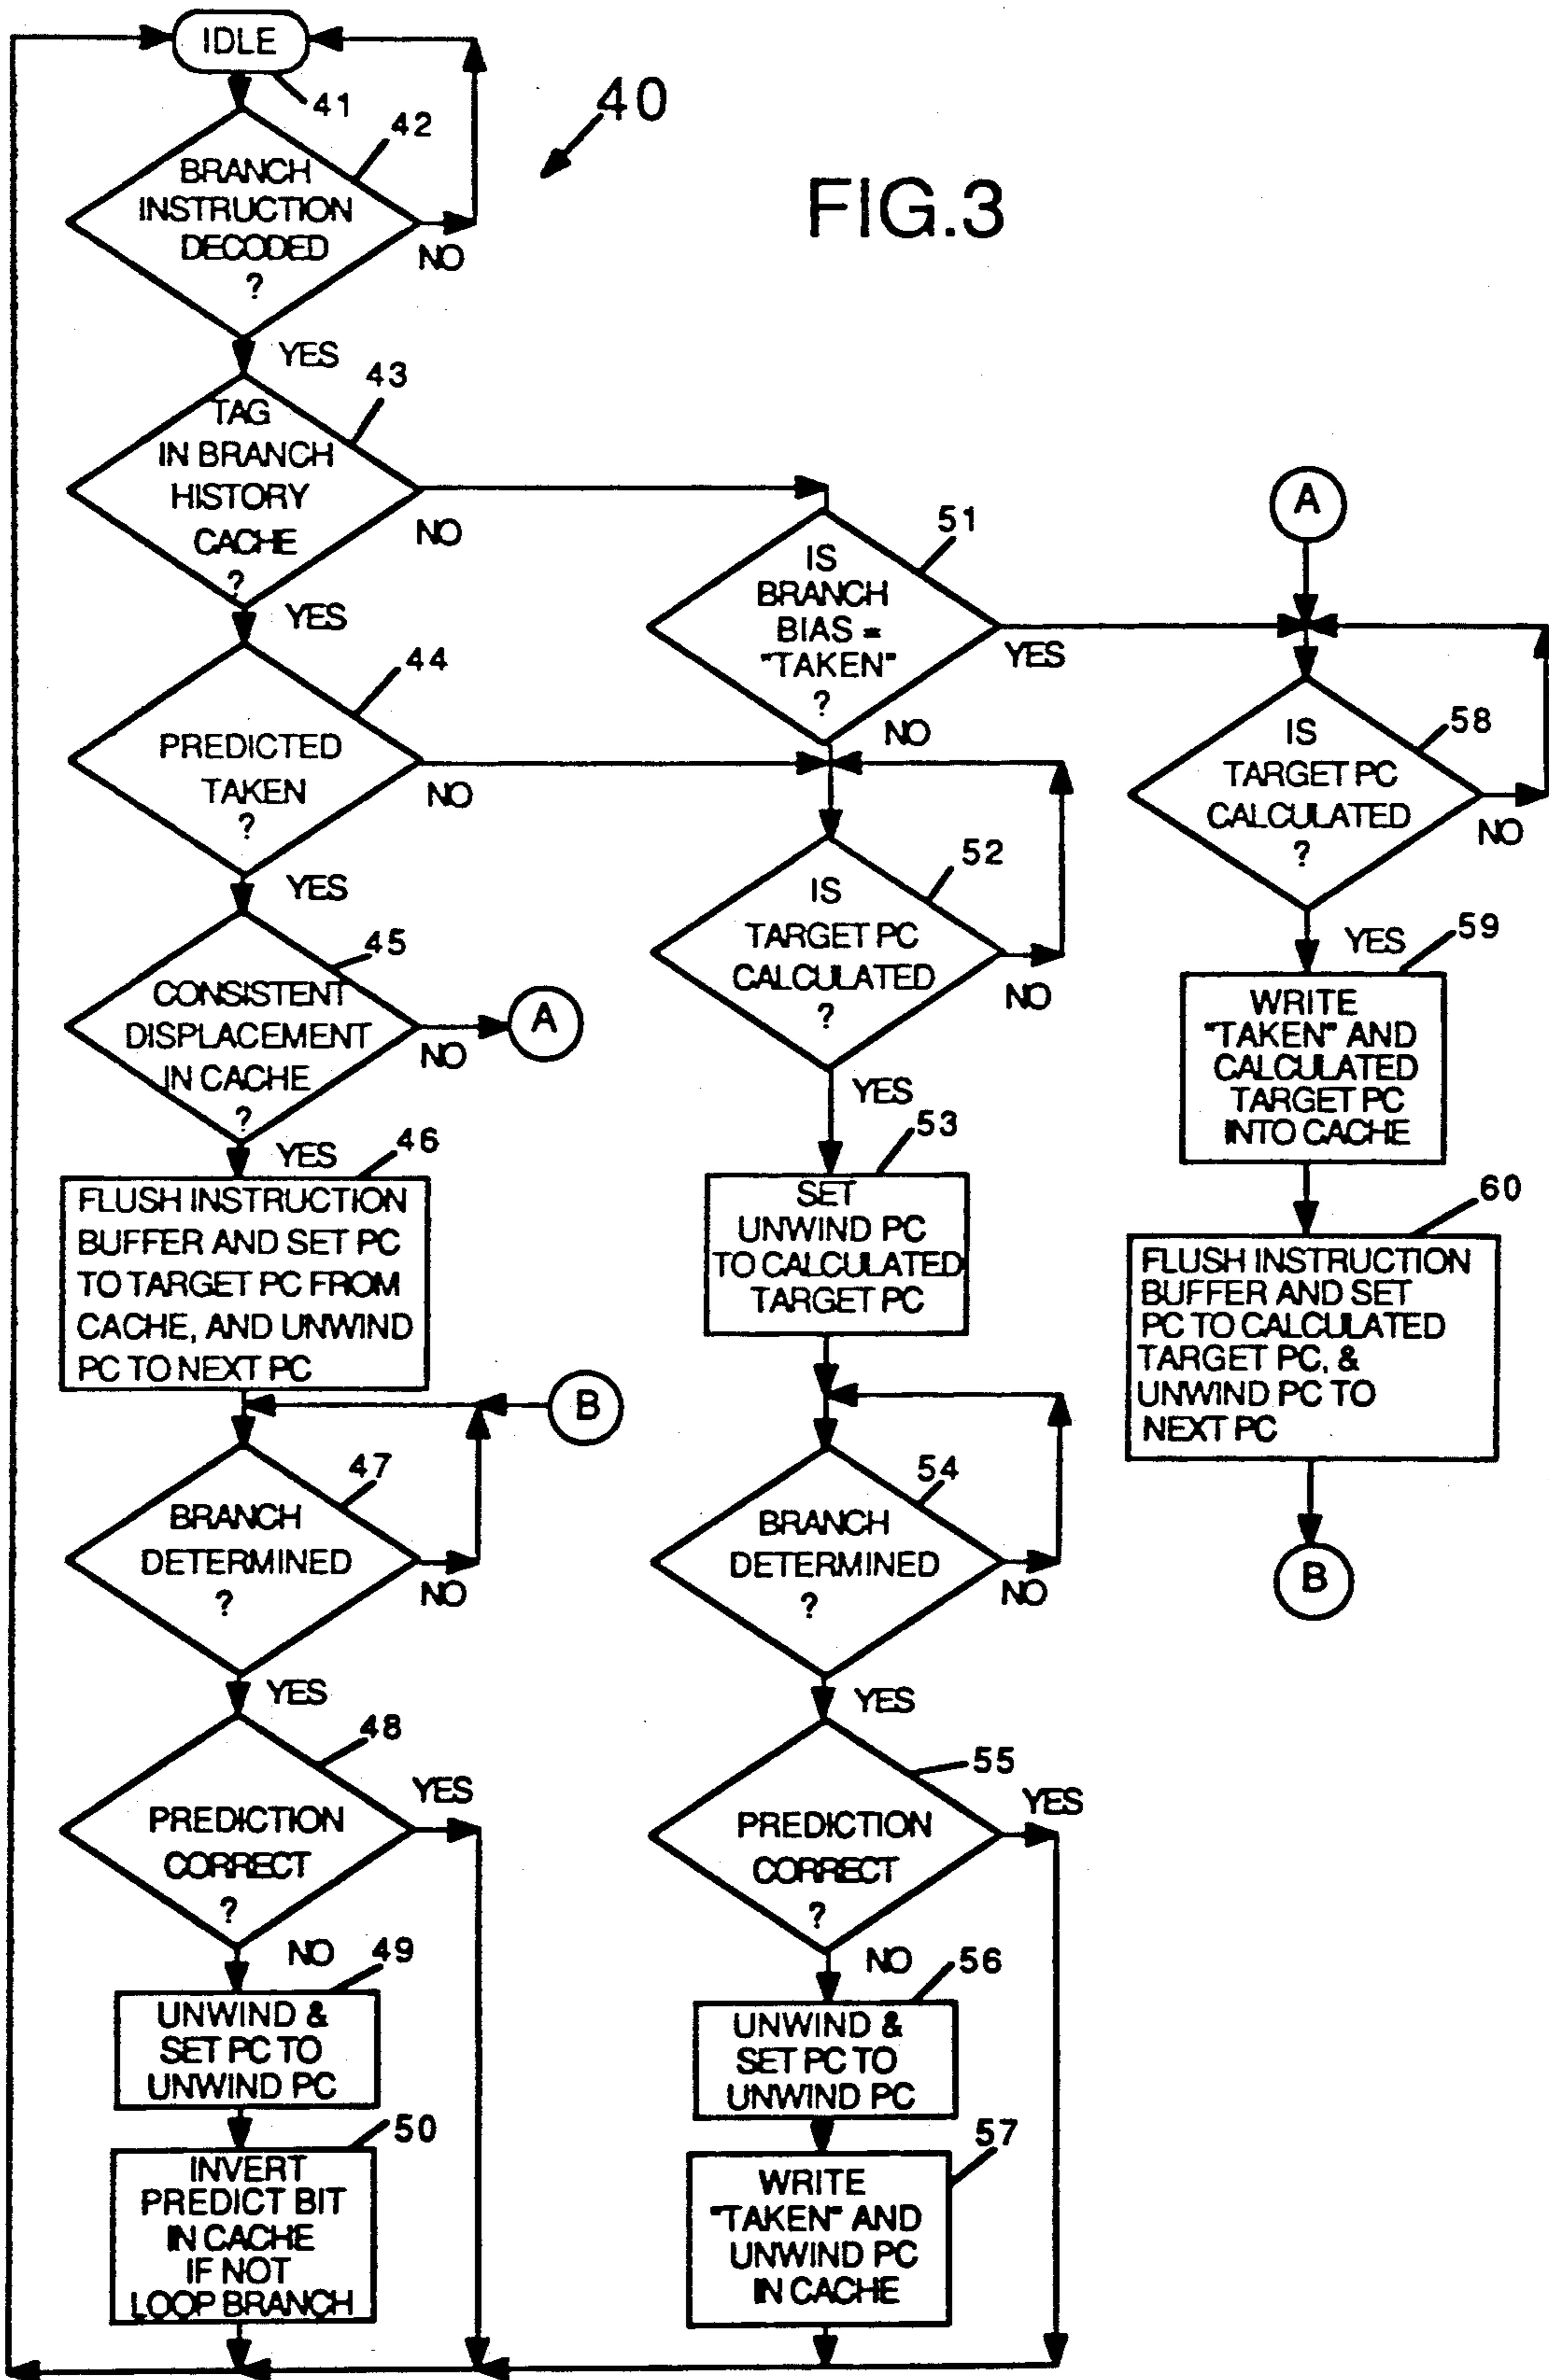 IDLE
41
40
FIG.3
42
BRANCH
INSTRUCTION
DECODED
?
NO
YES
43
TAG
IN BRANCH
HISTORY
CACHE
?
NO
YES
44
PREDICTED
TAKEN
?
NO
YES
45
CONSISTENT
DISPLACEMENT
IN CACHE
?
NO
A
YES
46
FLUSH INSTRUCTION
BUFFER AND SET PC
TO TARGET PC FROM
CACHE, AND UNWIND
PC TO NEXT PC
B
47
BRANCH
DETERMINED
?
NO
YES
48
PREDICTION
CORRECT
?
YES
NO
49
UNWIND &
SET PC TO
UNWIND PC
50
INVERT
PREDICT BIT
IN CACHE
IF NOT
LOOP BRANCH
51
IS
BRANCH
BIAS =
"TAKEN"
?
YES
NO
52
IS
TARGET PC
CALCULATED
?
NO
YES
53
SET
UNWIND PC
TO CALCULATED
TARGET PC
54
BRANCH
DETERMINED
?
NO
YES
55
PREDICTION
CORRECT
?
YES
NO
56
UNWIND &
SET PC TO
UNWIND PC
57
WRITE
"TAKEN" AND
UNWIND PC
IN CACHE
A
58
IS
TARGET PC
CALCULATED
?
NO
YES
59
WRITE
"TAKEN" AND
CALCULATED
TARGET PC
INTO CACHE
60
FLUSH INSTRUCTION
BUFFER AND SET
PC TO CALCULATED
TARGET PC, &
UNWIND PC TO
NEXT PC
B